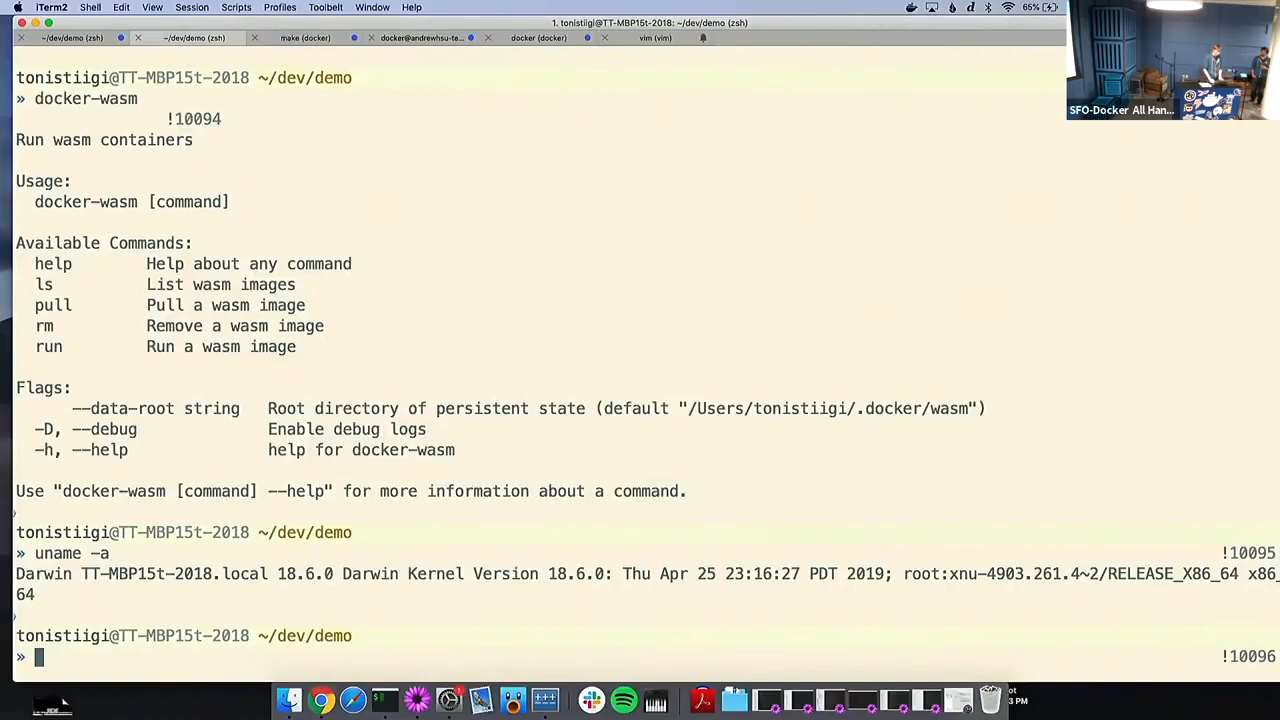 iTerm2 Shell Edit View Session Scripts Profiles Toolbelt Window Help 65%
1. tonistiigi@TT-MBP15t-2018: ~/dev/demo (zsh)
~/dev/demo (zsh) ~/dev/demo (zsh) make (docker) docker@andrewhsu-te... docker (docker) vim (vim)
tonistiigi@TT-MBP15t-2018 ~/dev/demo
» docker-wasm
!10094
Run wasm containers
Usage:
docker-wasm [command]
Available Commands:
help Help about any command
ls List wasm images
pull Pull a wasm image
rm Remove a wasm image
run Run a wasm image
Flags:
--data-root string Root directory of persistent state (default "/Users/tonistiigi/.docker/wasm")
-D, --debug Enable debug logs
-h, --help help for docker-wasm
Use "docker-wasm [command] --help" for more information about a command.
tonistiigi@TT-MBP15t-2018 ~/dev/demo
» uname -a !10095
Darwin TT-MBP15t-2018.local 18.6.0 Darwin Kernel Version 18.6.0: Thu Apr 25 23:16:27 PDT 2019; root:xnu-4903.261.4~2/RELEASE_X86_64 x86_
64
tonistiigi@TT-MBP15t-2018 ~/dev/demo
» !10096
SFO-Docker All Han...
ot
3 PM